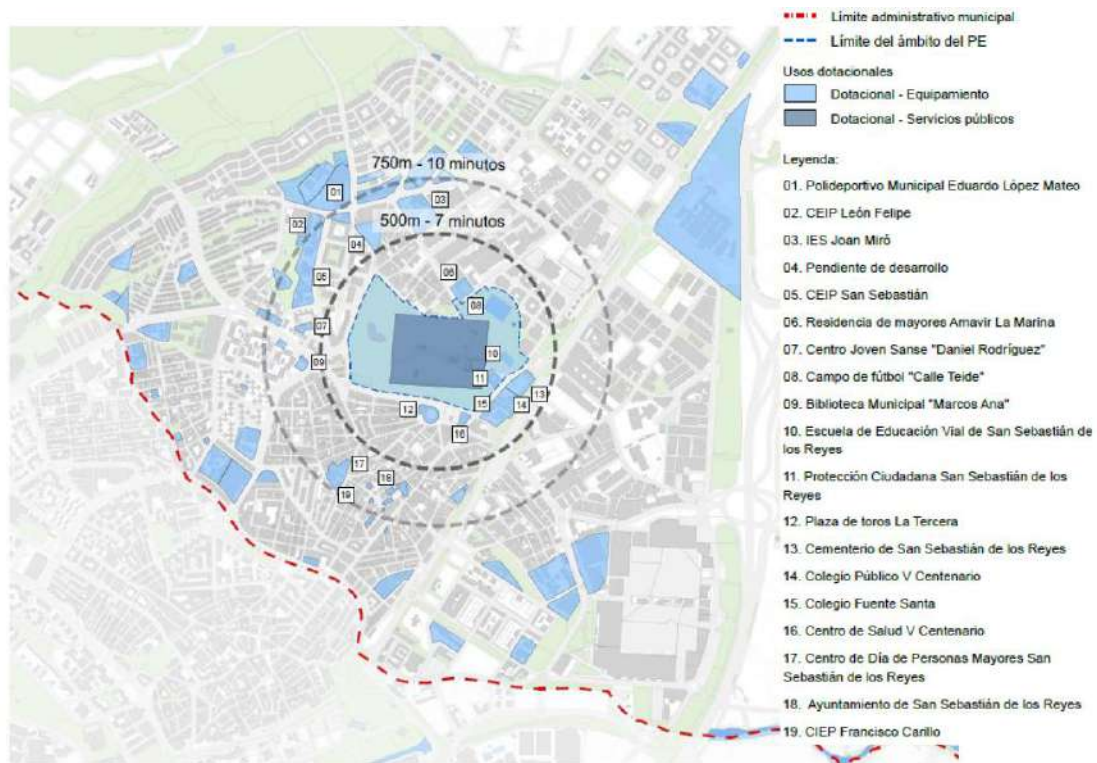 Límite administrativo municipal
Límite del ámbito del PE
Usos dotacionales
Dotacional - Equipamiento
Dotacional - Servicios públicos
Leyenda:
01. Polideportivo Municipal Eduardo López Mateo
02. CEIP León Felipe
03. IES Joan Miró
04. Pendiente de desarrollo
05. CEIP San Sebastián
06. Residencia de mayores Amavir La Marina
07. Centro Joven Sanse "Daniel Rodríguez"
08. Campo de fútbol "Calle Teide"
09. Biblioteca Municipal "Marcos Ana"
10. Escuela de Educación Vial de San Sebastián de
los Reyes
11. Protección Ciudadana San Sebastián de los
Reyes
12. Plaza de toros La Tercera
13. Cementerio de San Sebastián de los Reyes
14. Colegio Público V Centenario
15. Colegio Fuente Santa
16. Centro de Salud V Centenario
17. Centro de Día de Personas Mayores San
Sebastián de los Reyes
18. Ayuntamiento de San Sebastián de los Reyes
19. CIEP Francisco Carillo
750m - 10 minutos
01
03
500m - 7 minutos
02
04
06
05
08
07
10
09
11
13
15
14
12
16
17
18
19